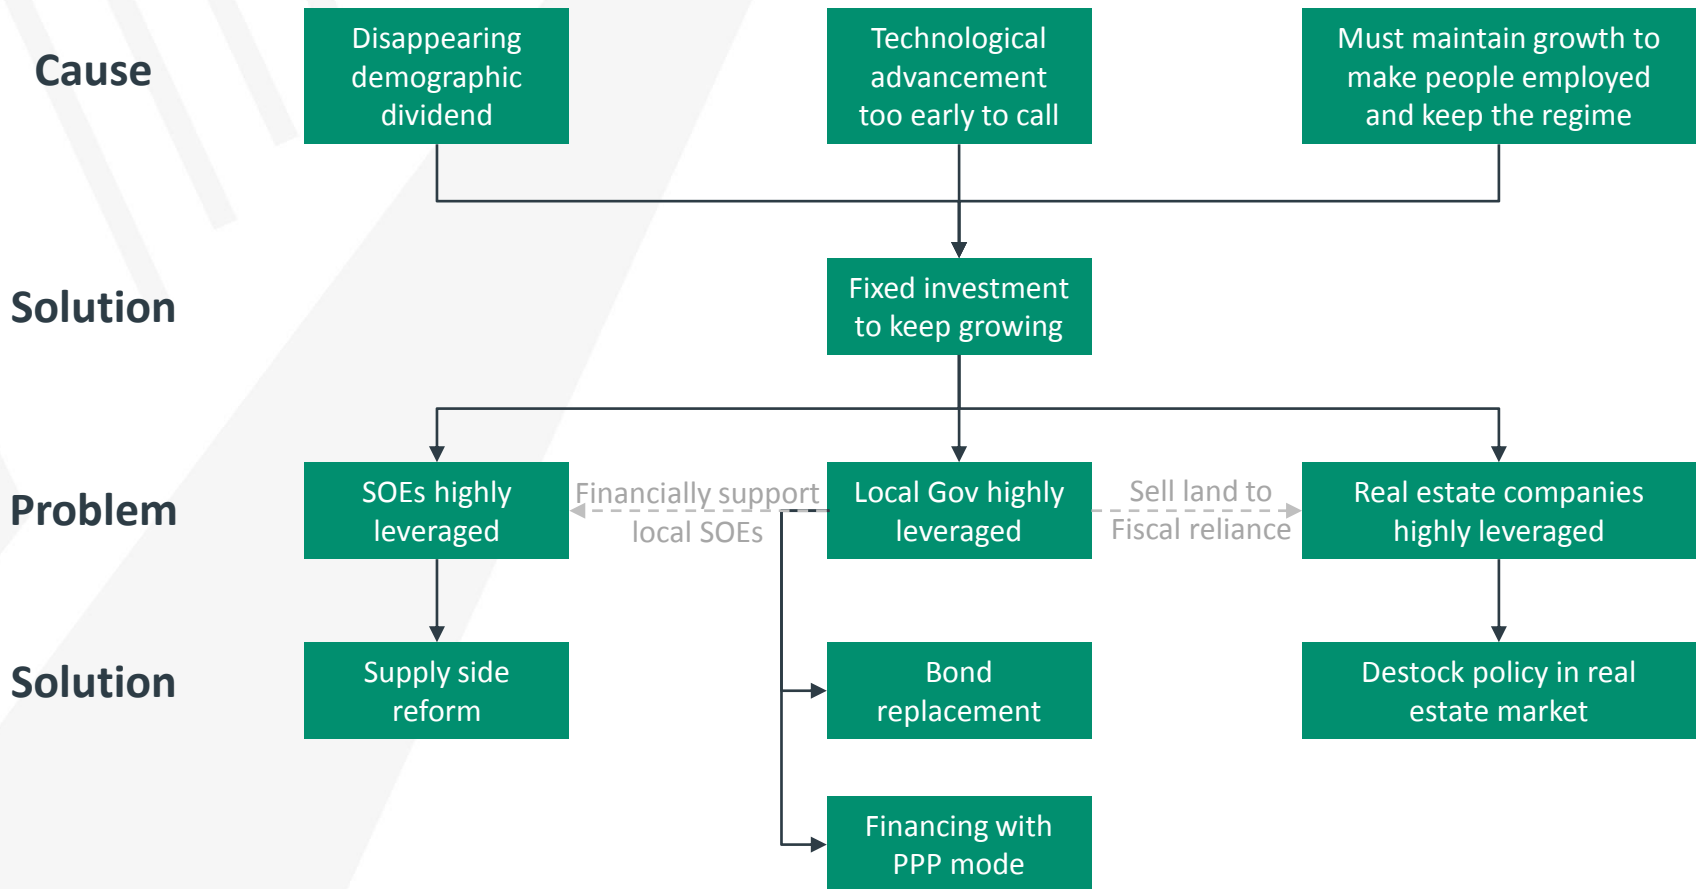 Cause
Disappearing
demographic
dividend
Technological
advancement
too early to call
Must maintain growth to
make people employed
and keep the regime
Solution
Fixed investment
to keep growing
Problem
SOEs highly
leveraged
Financially support
local SOEs
Local Gov highly
leveraged
Sell land to
Fiscal reliance
Real estate companies
highly leveraged
Solution
Supply side
reform
Bond
replacement
Destock policy in real
estate market
Financing with
PPP mode